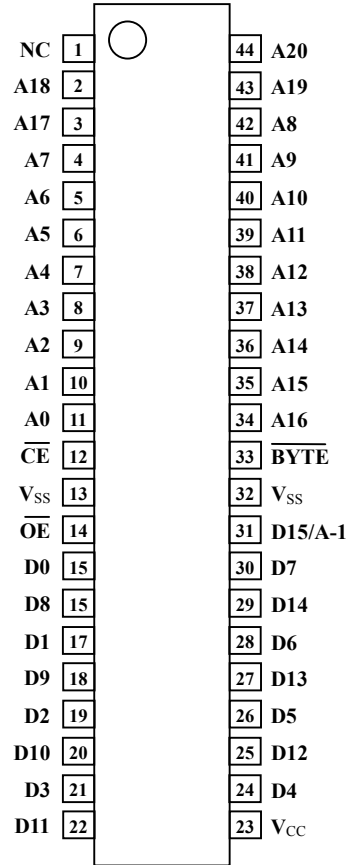 NC 1 44 A20
A18 2 43 A19
A17 3 42 A8
A7 4 41 A9
A6 5 40 A10
A5 6 39 A11
A4 7 38 A12
A3 8 37 A13
A2 9 36 A14
A1 10 35 A15
A0 11 34 A16
C̅E̅ 12 33 B̅Y̅T̅E̅
VSS 13 32 VSS
O̅E̅ 14 31 D15/A-1
D0 15 30 D7
D8 15 29 D14
D1 17 28 D6
D9 18 27 D13
D2 19 26 D5
D10 20 25 D12
D3 21 24 D4
D11 22 23 VCC